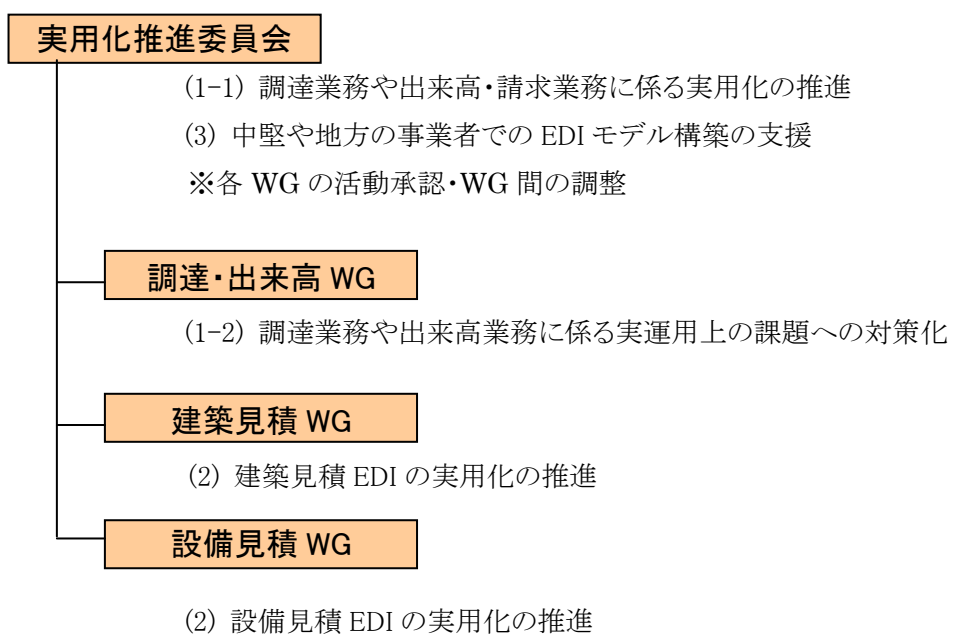 実用化推進委員会
(1-1) 調達業務や出来高・請求業務に係る実用化の推進
(3) 中堅や地方の事業者での EDI モデル構築の支援
※各 WG の活動承認・WG 間の調整
調達・出来高 WG
(1-2) 調達業務や出来高業務に係る実運用上の課題への対策化
建築見積 WG
(2) 建築見積 EDI の実用化の推進
設備見積 WG
(2) 設備見積 EDI の実用化の推進